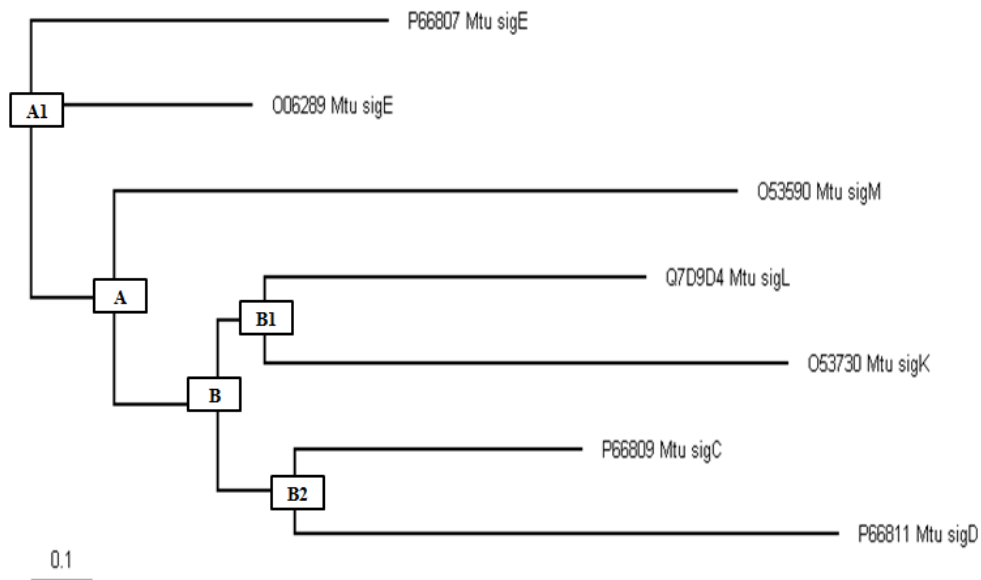 P66807 Mtu sigE
A1
O06289 Mtu sigE
O53590 Mtu sigM
Q7D9D4 Mtu sigL
A
B1
O53730 Mtu sigK
B
P66809 Mtu sigC
B2
P66811 Mtu sigD
0.1